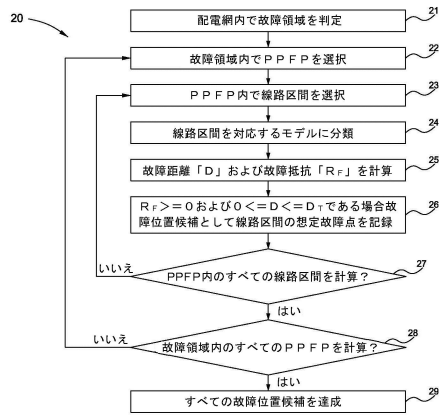 20
配電網内で故障領域を判定
21
故障領域内でＰＰＦＰを選択
22
ＰＰＦＰ内で線路区間を選択
23
線路区間を対応するモデルに分類
24
故障距離「Ｄ」および故障抵抗「ＲF」を計算
25
ＲF＞＝０および０＜＝Ｄ＜＝ＤTである場合故
障位置候補として線路区間の想定故障点を記録
26
いいえ
PPFP内のすべての線路区間を計算？
27
はい
いいえ
故障領域内のすべてのＰＰＦＰを計算？
28
はい
すべての故障位置候補を達成
29